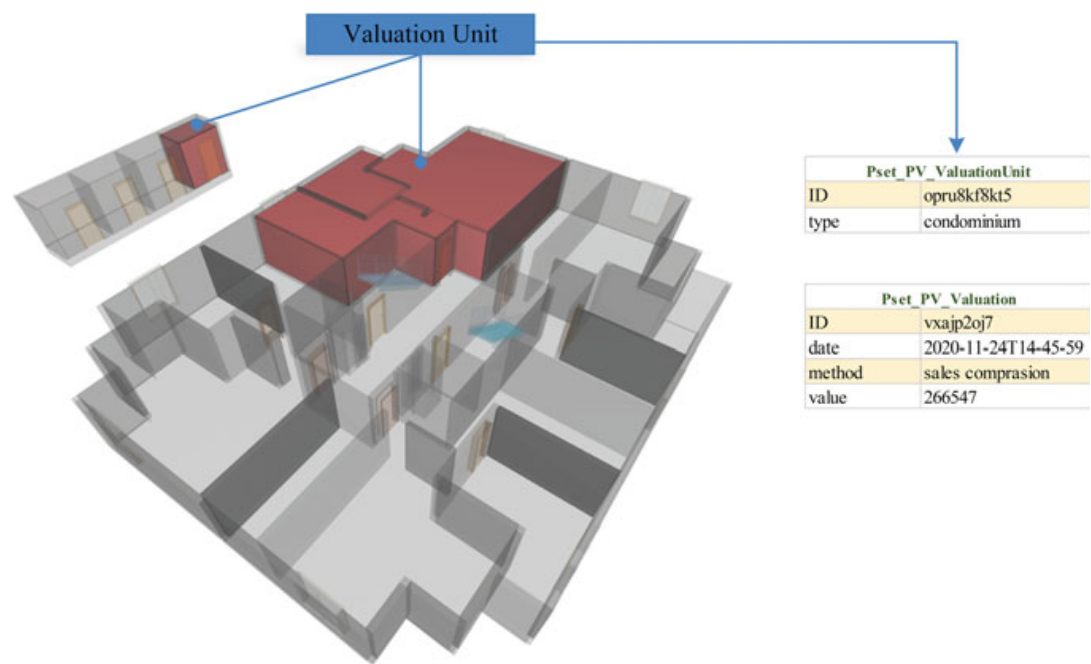 Valuation Unit
Pset_PV_ValuationUnit
ID opru8kf8kt5
type condominium
Pset_PV_Valuation
ID vxajp2oj7
date 2020-11-24T14-45-59
method sales comprasion
value 266547